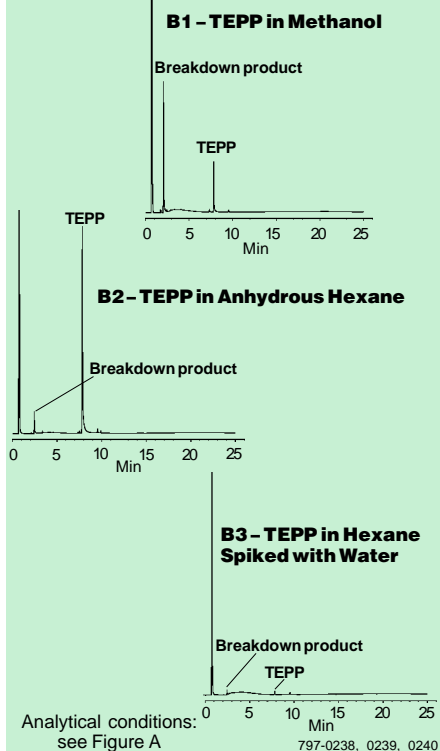 B1 – TEPP in Methanol
Breakdown product
TEPP
0 5 10 15 20 25
Min
TEPP
B2 – TEPP in Anhydrous Hexane
Breakdown product
0 5 10 15 20 25
Min
B3 – TEPP in Hexane
Spiked with Water
Breakdown product
TEPP
0 5 10 15 20 25
Min
Analytical conditions:
see Figure A
797-0238, 0239, 0240